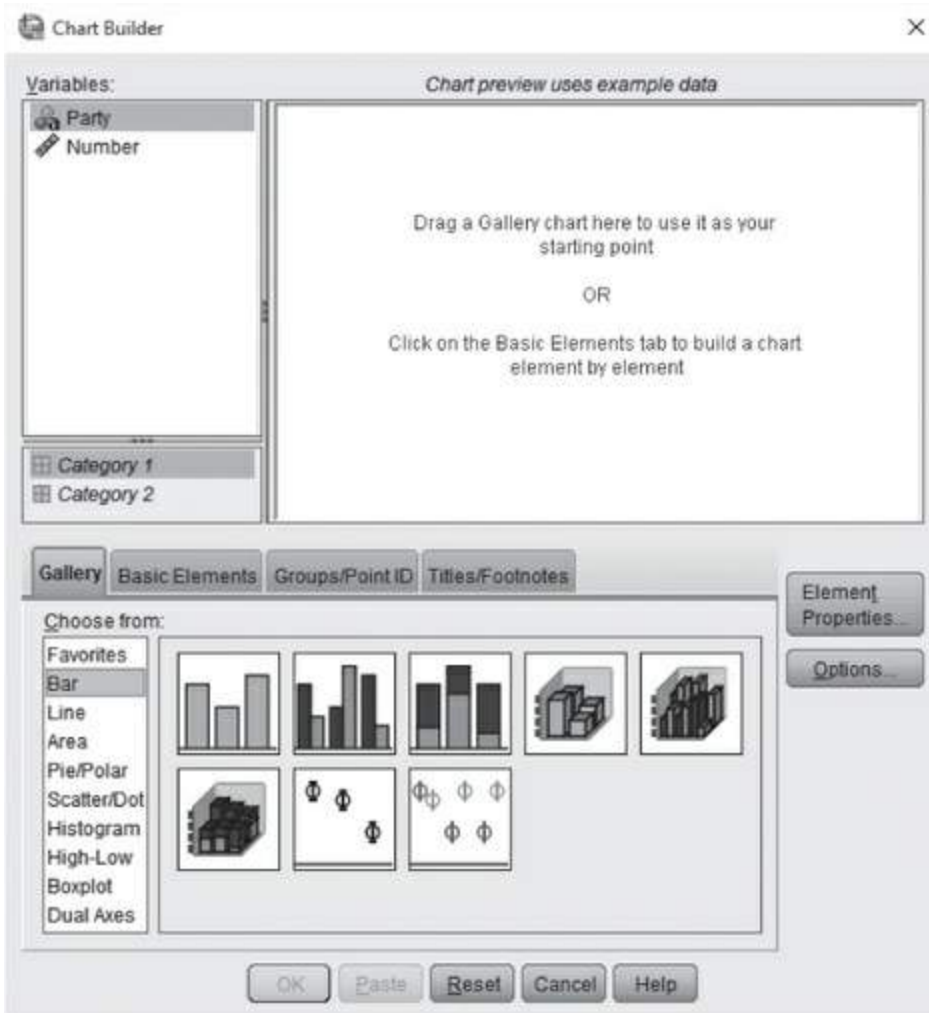 Chart Builder
Variables:
Chart preview uses example data
Party
Number
Drag a Gallery chart here to use it as your
starting point
OR
Click on the Basic Elements tab to build a chart
element by element
Category 1
Category 2
Gallery
Basic Elements
Groups/Point ID
Titles/Footnotes
Element
Properties...
Options...
Choose from:
Favorites
Bar
Line
Area
Pie/Polar
Scatter/Dot
Histogram
High-Low
Boxplot
Dual Axes
OK
Paste
Reset
Cancel
Help